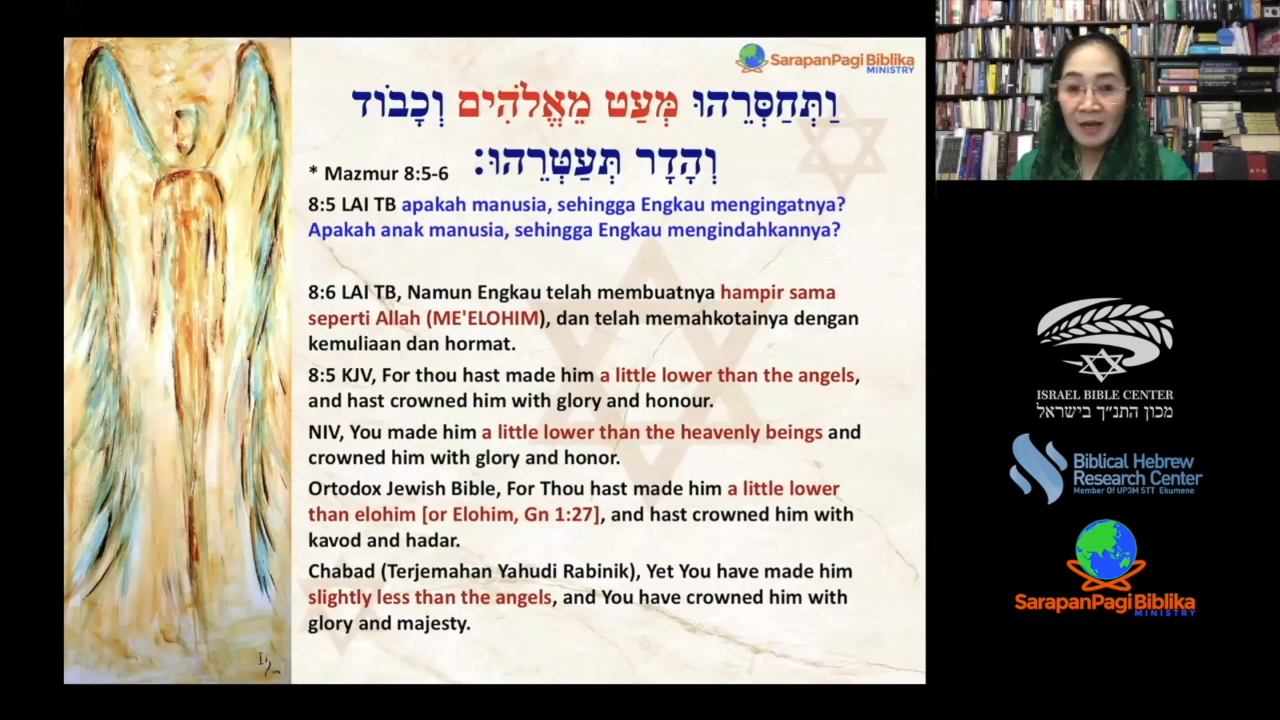 SarapanPagi Biblika
MINISTRY
וַתְּחַסְּרֵהוּ מְּעַט מֵאֱלֹהִים וְכָבוֹד
וְהָדָר תְּעַטְּרֵהוּ׃
* Mazmur 8:5-6
8:5 LAI TB apakah manusia, sehingga Engkau mengingatnya?
Apakah anak manusia, sehingga Engkau mengindahkannya?
8:6 LAI TB, Namun Engkau telah membuatnya hampir sama
seperti Allah (ME'ELOHIM), dan telah memahkotainya dengan
kemuliaan dan hormat.
8:5 KJV, For thou hast made him a little lower than the angels,
and hast crowned him with glory and honour.
NIV, You made him a little lower than the heavenly beings and
crowned him with glory and honor.
Ortodox Jewish Bible, For Thou hast made him a little lower
than elohim [or Elohim, Gn 1:27], and hast crowned him with
kavod and hadar.
Chabad (Terjemahan Yahudi Rabinik), Yet You have made him
slightly less than the angels, and You have crowned him with
glory and majesty.
ISRAEL BIBLE CENTER
מכון התנ״ך בישראל
Biblical Hebrew
Research Center
Member Of UP3M STT Ekumene
SarapanPagi Biblika
MINISTRY